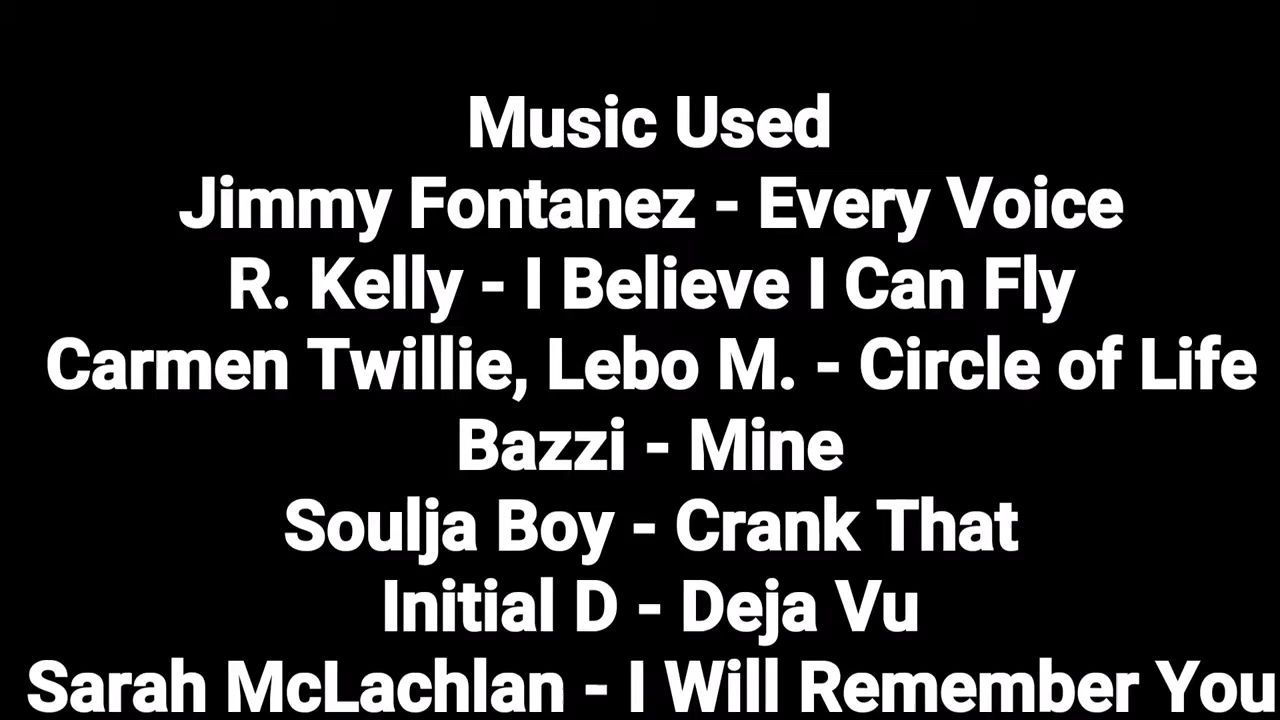 Music Used
Jimmy Fontanez - Every Voice
R. Kelly - I Believe I Can Fly
Carmen Twillie, Lebo M. - Circle of Life
Bazzi - Mine
Soulja Boy - Crank That
Initial D - Deja Vu
Sarah McLachlan - I Will Remember You